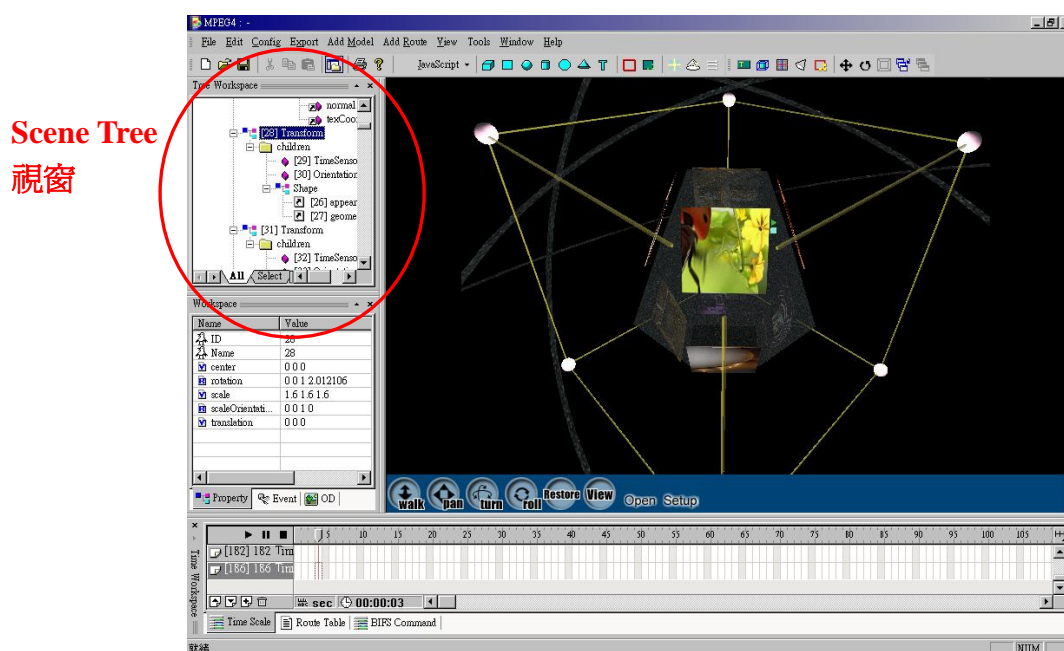 MPEG4 : -
File Edit Config Export Add Model Add Route View Tools Window Help
JavaScript
Scene Tree
視窗
Tree Workspace
normal
texCoo
[28] Transform
children
[29] TimeSenso
[30] Orientation
Shape
[26] appear
[27] geome
[31] Transform
children
[32] TimeSenso
All Select
Workspace
Name Value
ID 28
Name 28
center 0 0 0
rotation 0 0 1 2.012106
scale 1.6 1.6 1.6
scaleOrientati... 0 0 1 0
translation 0 0 0
Property Event OD
walk pan turn roll Restore View Open Setup
5 10 15 20 25 30 35 40 45 50 55 60 65 70 75 80 85 90 95 100 105
[182] 182 Tim
[186] 186 Tim
Time Workspace
sec 00:00:03
Time Scale Route Table BIFS Command
就緒 NUM